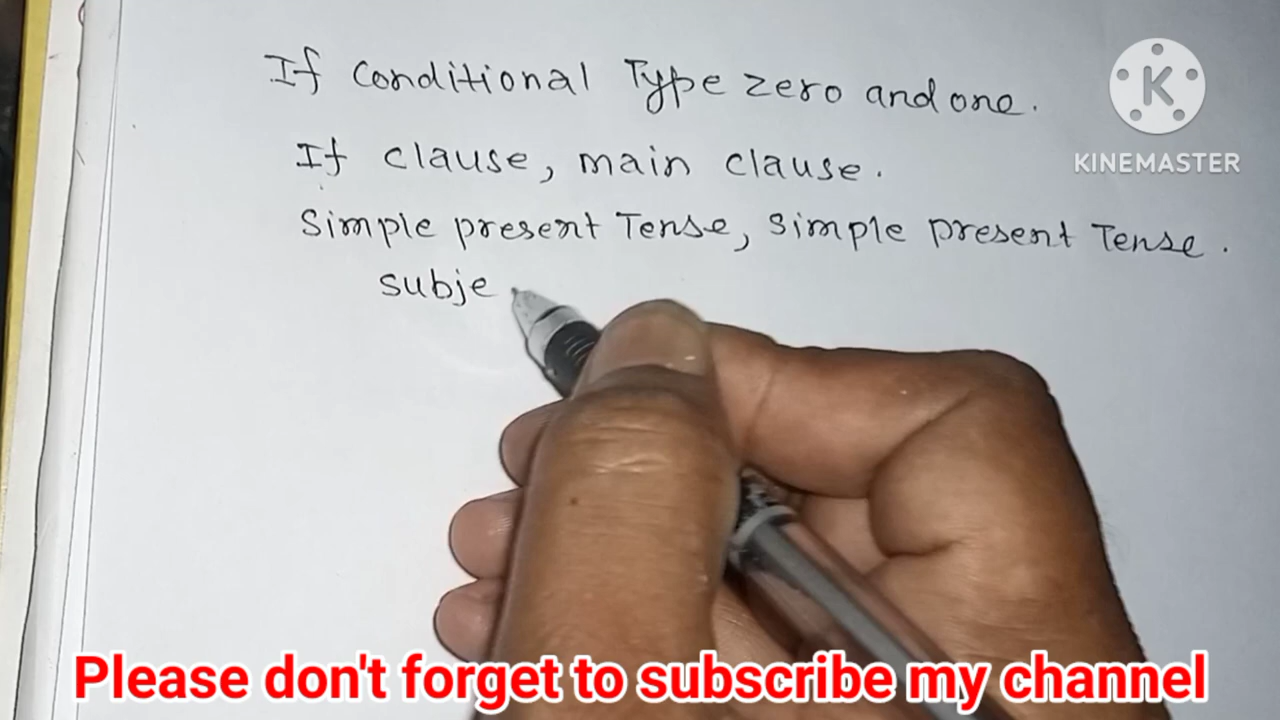 If conditional Type zero and one.
K
KINEMASTER
If clause, main clause.
Simple present Tense, simple present Tense.
subje
Please don't forget to subscribe my channel